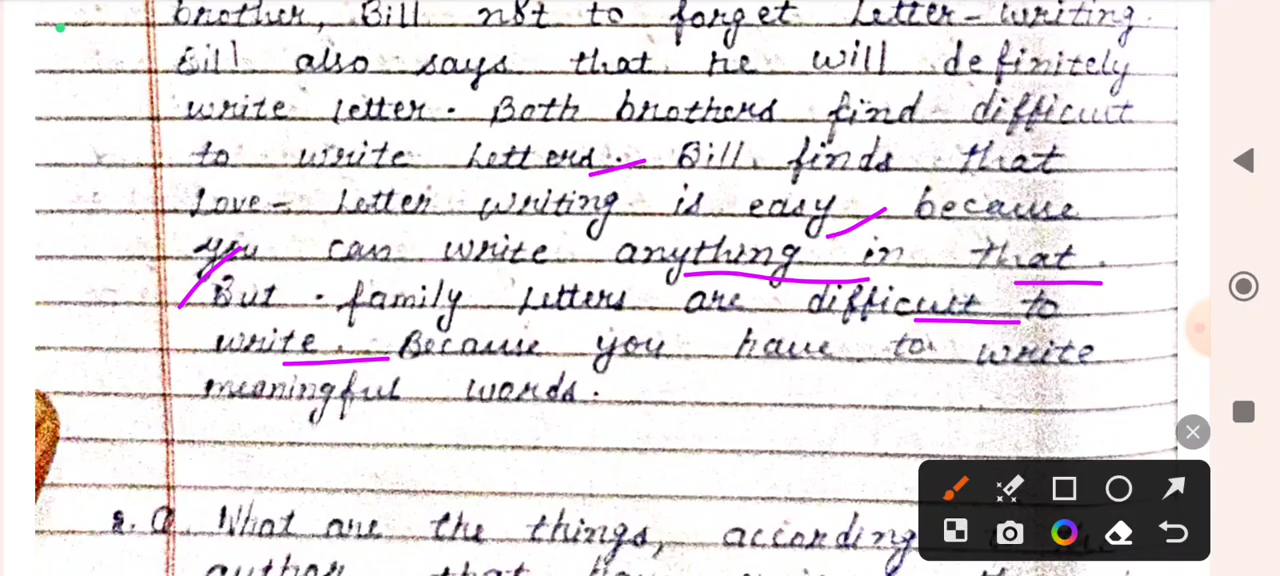 brother, Bill not to forget letter-writing.
Bill also says that he will definitely
write letter. Both brothers find difficult
to write letters. Bill finds that
Love-letter writing is easy, because
you can write anything in that.
But family letters are difficult to
write. Because you have to write
meaningful words.
2. Q What are the things, according
author that